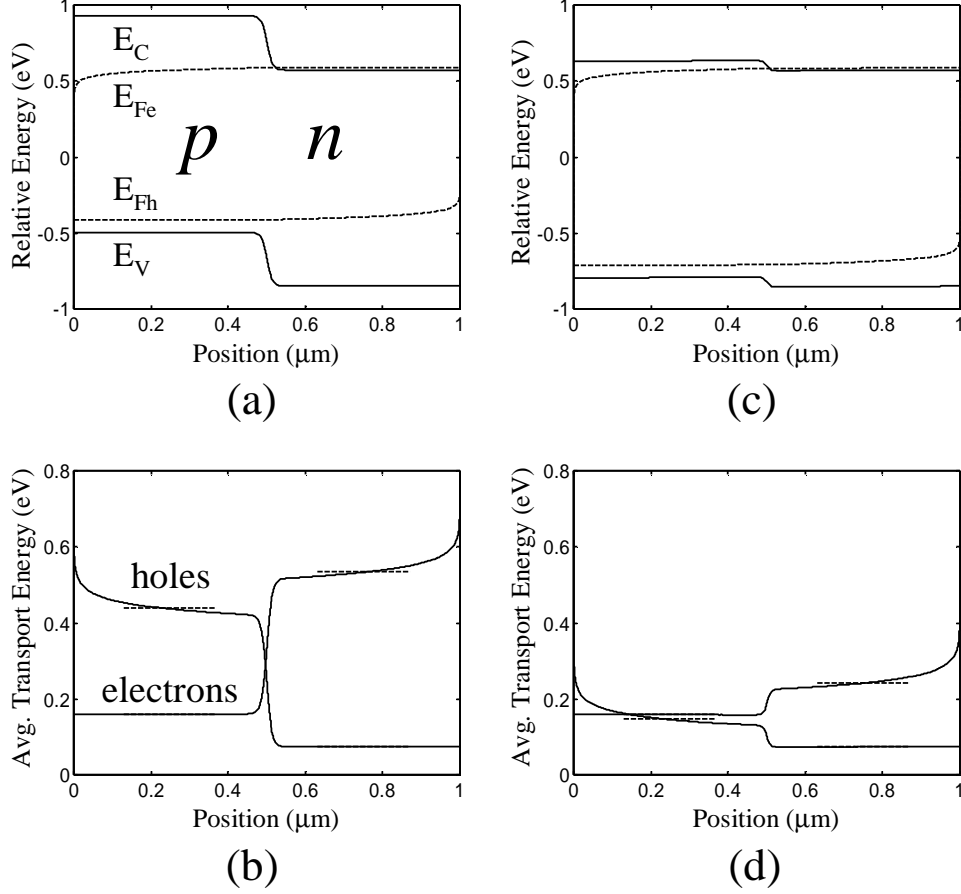 Relative Energy (eV)
1
0.5
0
-0.5
-1
E_C
E_Fe
p n
E_Fh
E_V
0 0.2 0.4 0.6 0.8 1
Position (μm)
(a)
Relative Energy (eV)
1
0.5
0
-0.5
-1
0 0.2 0.4 0.6 0.8 1
Position (μm)
(c)
Avg. Transport Energy (eV)
0.8
0.6
0.4
0.2
0
holes
electrons
0 0.2 0.4 0.6 0.8 1
Position (μm)
(b)
Avg. Transport Energy (eV)
0.8
0.6
0.4
0.2
0
0 0.2 0.4 0.6 0.8 1
Position (μm)
(d)